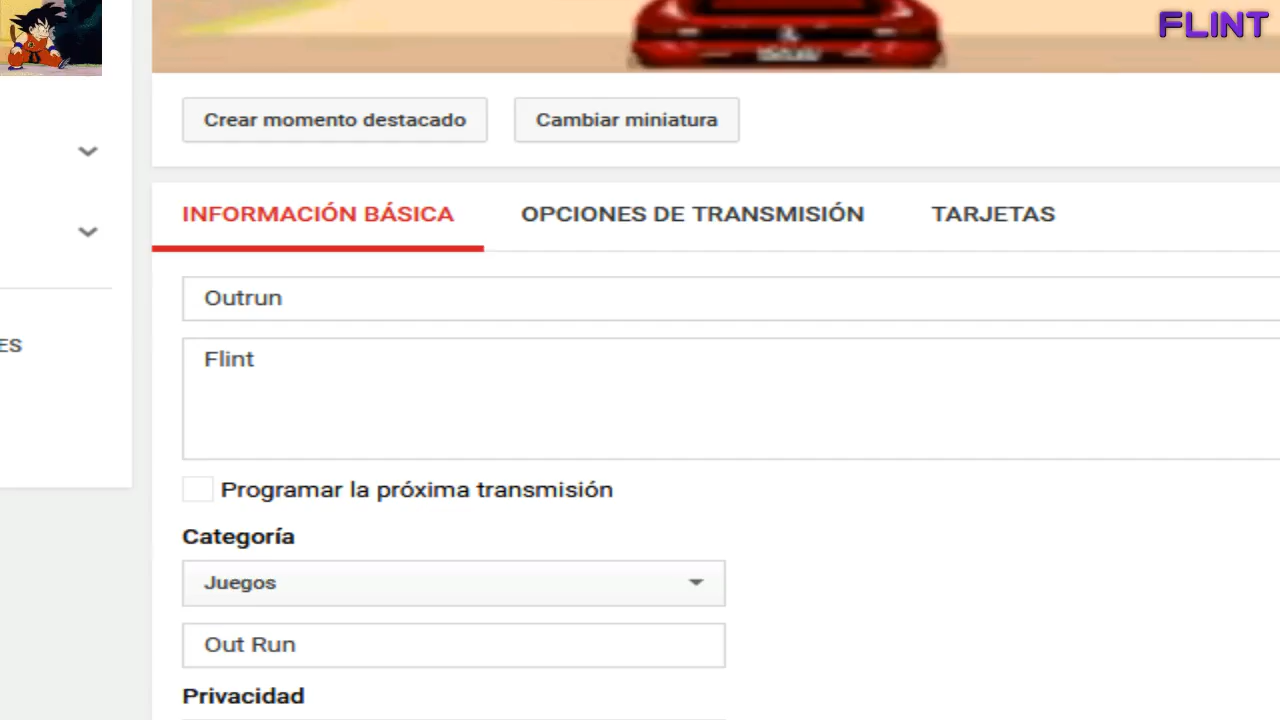 FLINT
Crear momento destacado
Cambiar miniatura
INFORMACIÓN BÁSICA
OPCIONES DE TRANSMISIÓN
TARJETAS
Outrun
ES
Flint
Programar la próxima transmisión
Categoría
Juegos
Out Run
Privacidad